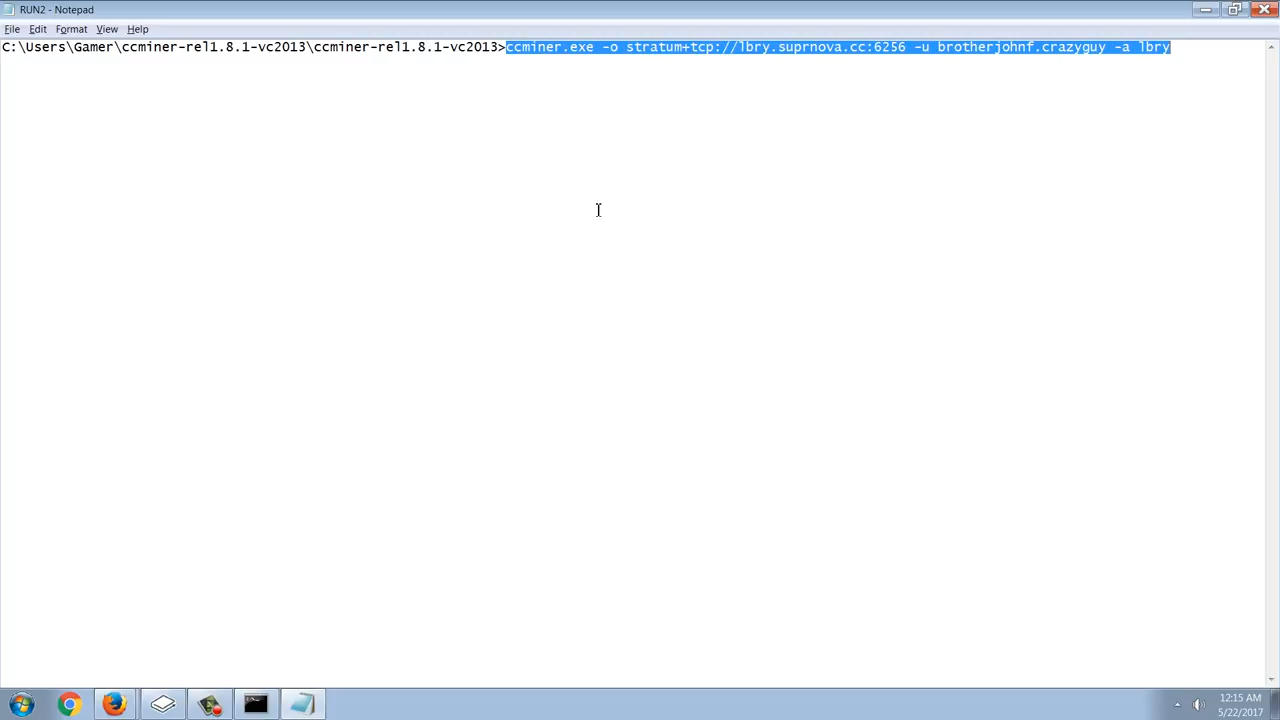 RUN2 - Notepad
File Edit Format View Help
C:\Users\Gamer\ccminer-rel1.8.1-vc2013\ccminer-rel1.8.1-vc2013>ccminer.exe -o stratum+tcp://lbry.suprnova.cc:6256 -u brotherjohnf.crazyguy -a lbry
12:15 AM
5/22/2017